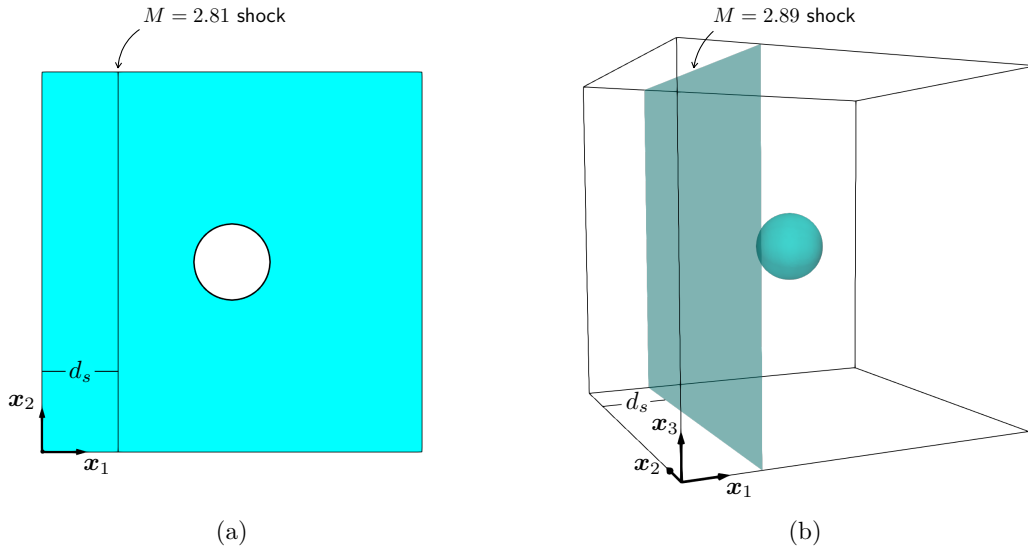 M = 2.81 shock
d_s
x_2
x_1
(a)
M = 2.89 shock
d_s
x_3
x_2
x_1
(b)